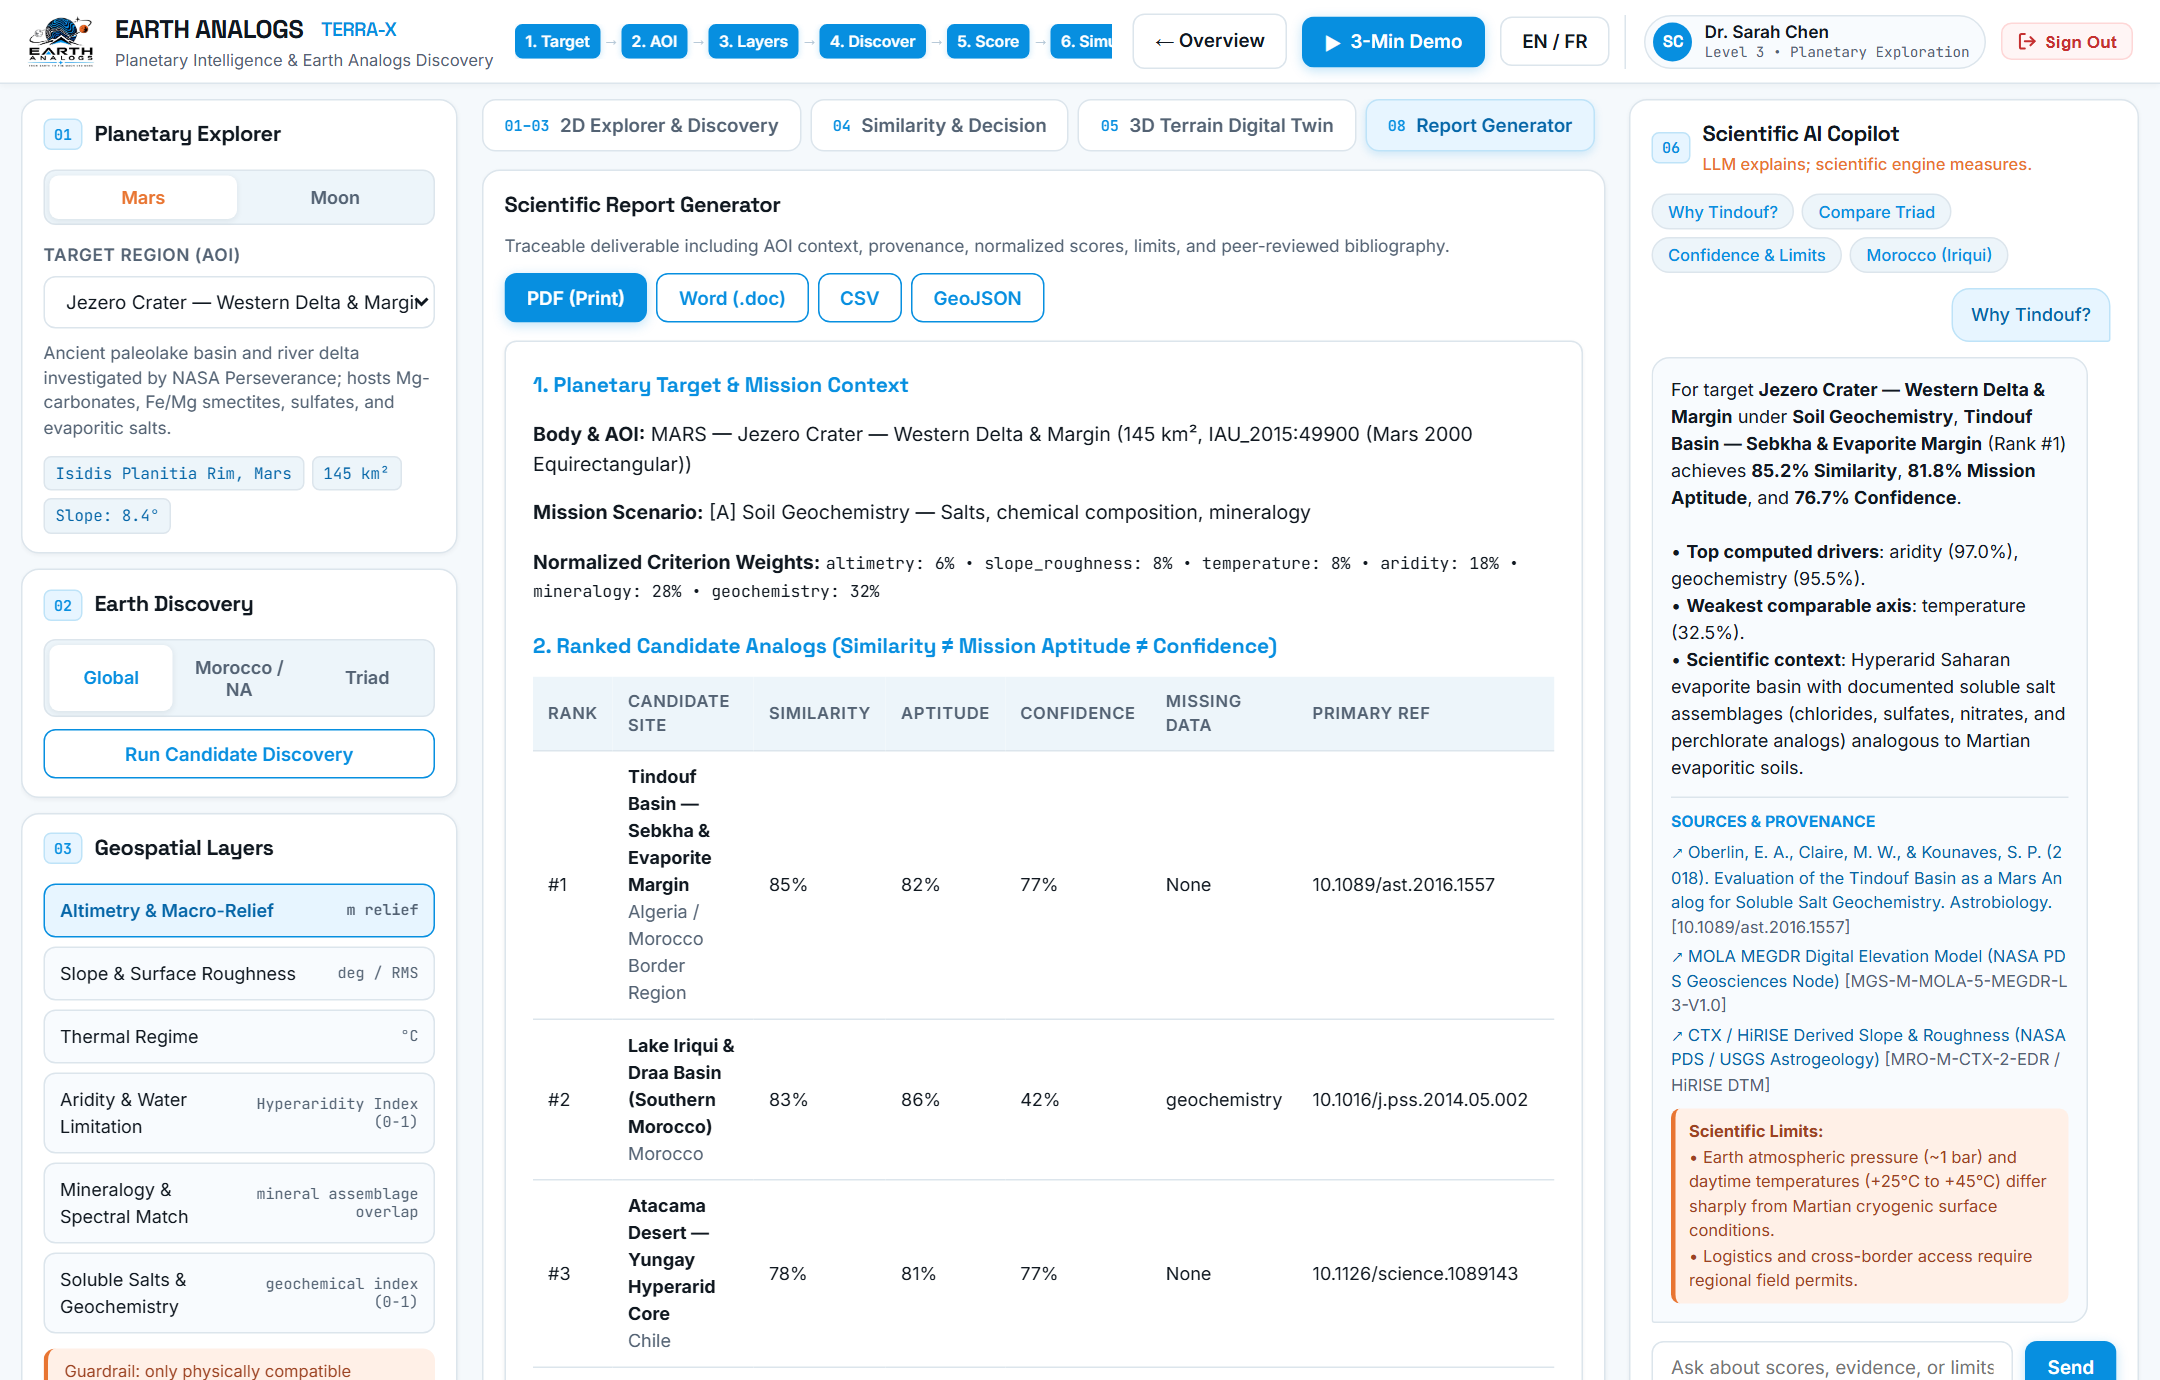 EARTH ANALOGS
EARTH ANALOGS TERRA-X
Planetary Intelligence & Earth Analogs Discovery
1. Target → 2. AOI → 3. Layers → 4. Discover → 5. Score → 6. Simu
← Overview
▶ 3-Min Demo
EN / FR
SC
Dr. Sarah Chen
Level 3 • Planetary Exploration
Sign Out
01 Planetary Explorer
Mars
Moon
TARGET REGION (AOI)
Jezero Crater — Western Delta & Margin
Ancient paleolake basin and river delta
investigated by NASA Perseverance; hosts Mg-
carbonates, Fe/Mg smectites, sulfates, and
evaporitic salts.
Isidis Planitia Rim, Mars
145 km²
Slope: 8.4°
02 Earth Discovery
Global
Morocco /
NA
Triad
Run Candidate Discovery
03 Geospatial Layers
Altimetry & Macro-Relief m relief
Slope & Surface Roughness deg / RMS
Thermal Regime °C
Aridity & Water
Limitation
Hyperaridity Index
(0-1)
Mineralogy &
Spectral Match
mineral assemblage
overlap
Soluble Salts &
Geochemistry
geochemical index
(0-1)
Guardrail: only physically compatible
01-03 2D Explorer & Discovery
04 Similarity & Decision
05 3D Terrain Digital Twin
08 Report Generator
Scientific Report Generator
Traceable deliverable including AOI context, provenance, normalized scores, limits, and peer-reviewed bibliography.
PDF (Print)
Word (.doc)
CSV
GeoJSON
1. Planetary Target & Mission Context
Body & AOI: MARS — Jezero Crater — Western Delta & Margin (145 km², IAU_2015:49900 (Mars 2000
Equirectangular))
Mission Scenario: [A] Soil Geochemistry — Salts, chemical composition, mineralogy
Normalized Criterion Weights: altimetry: 6% • slope_roughness: 8% • temperature: 8% • aridity: 18% •
mineralogy: 28% • geochemistry: 32%
2. Ranked Candidate Analogs (Similarity ≠ Mission Aptitude ≠ Confidence)
RANK
CANDIDATE
SITE
SIMILARITY
APTITUDE
CONFIDENCE
MISSING
DATA
PRIMARY REF
#1
Tindouf
Basin —
Sebkha &
Evaporite
Margin
Algeria /
Morocco
Border
Region
85%
82%
77%
None
10.1089/ast.2016.1557
#2
Lake Iriqui &
Draa Basin
(Southern
Morocco)
Morocco
83%
86%
42%
geochemistry
10.1016/j.pss.2014.05.002
#3
Atacama
Desert —
Yungay
Hyperarid
Core
Chile
78%
81%
77%
None
10.1126/science.1089143
06 Scientific AI Copilot
LLM explains; scientific engine measures.
Why Tindouf?
Compare Triad
Confidence & Limits
Morocco (Iriqui)
Why Tindouf?
For target Jezero Crater — Western Delta &
Margin under Soil Geochemistry, Tindouf
Basin — Sebkha & Evaporite Margin (Rank #1)
achieves 85.2% Similarity, 81.8% Mission
Aptitude, and 76.7% Confidence.
• Top computed drivers: aridity (97.0%),
geochemistry (95.5%).
• Weakest comparable axis: temperature
(32.5%).
• Scientific context: Hyperarid Saharan
evaporite basin with documented soluble salt
assemblages (chlorides, sulfates, nitrates, and
perchlorate analogs) analogous to Martian
evaporitic soils.
SOURCES & PROVENANCE
↗ Oberlin, E. A., Claire, M. W., & Kounaves, S. P. (2
018). Evaluation of the Tindouf Basin as a Mars An
alog for Soluble Salt Geochemistry. Astrobiology.
[10.1089/ast.2016.1557]
↗ MOLA MEGDR Digital Elevation Model (NASA PD
S Geosciences Node) [MGS-M-MOLA-5-MEGDR-L
3-V1.0]
↗ CTX / HiRISE Derived Slope & Roughness (NASA
PDS / USGS Astrogeology) [MRO-M-CTX-2-EDR /
HiRISE DTM]
Scientific Limits:
• Earth atmospheric pressure (~1 bar) and
daytime temperatures (+25°C to +45°C) differ
sharply from Martian cryogenic surface
conditions.
• Logistics and cross-border access require
regional field permits.
Ask about scores, evidence, or limits
Send